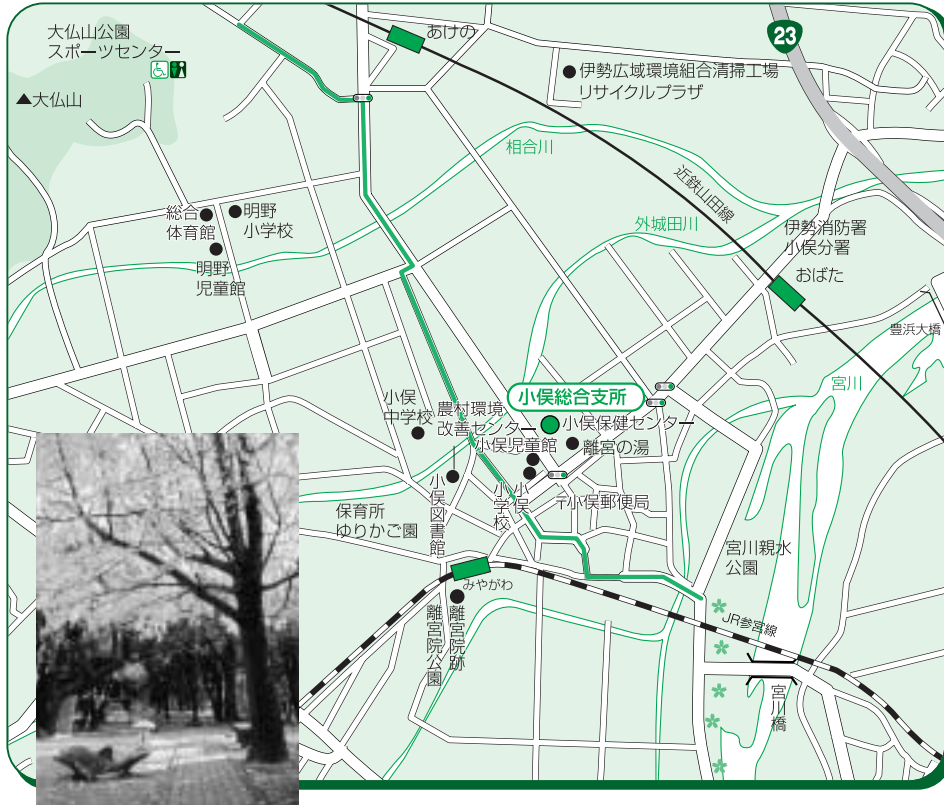 大仏山公園
スポーツセンター
▲大仏山
あけの
23
伊勢広域環境組合清掃工場
リサイクルプラザ
相合川
近鉄山田線
外城田川
伊勢消防署
小俣分署
おばた
総合
体育館
明野
小学校
明野
児童館
豊浜大橋
宮川
小俣
中学校
農村環境
改善センター
小俣総合支所
小俣保健センター
小俣児童館
離宮の湯
小俣図書館
小俣
小学校
〒小俣郵便局
保育所
ゆりかご園
みやがわ
宮川親水
公園
JR参宮線
離宮院跡
離宮院公園
宮川橋